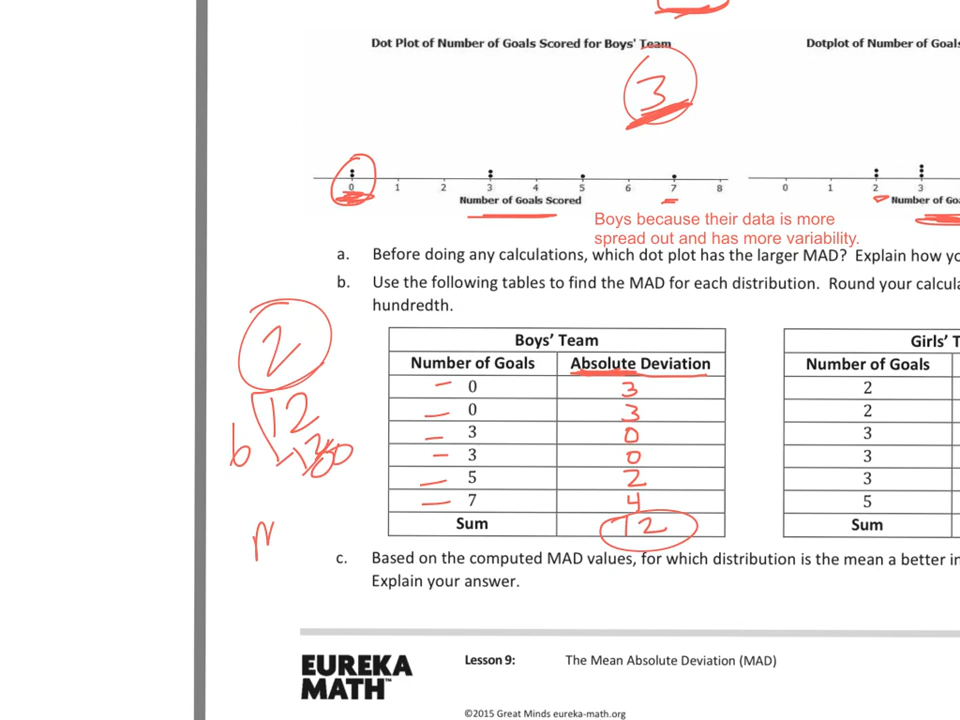 Dot Plot of Number of Goals Scored for Boys' Team
Dotplot of Number of Goals
3
0 1 2 3 4 5 6 7 8
0 1 2 3
Number of Goals Scored
Number of Go
Boys because their data is more
spread out and has more variability.
a. Before doing any calculations, which dot plot has the larger MAD? Explain how yo
b. Use the following tables to find the MAD for each distribution. Round your calcula
hundredth.
2
12
6
Boys' Team
Number of Goals Absolute Deviation
0 3
0 3
3 0
3 0
5 2
7 4
Sum 12
Girls' T
Number of Goals
2
2
3
3
3
5
Sum
c. Based on the computed MAD values, for which distribution is the mean a better in
Explain your answer.
EUREKA
MATH™
Lesson 9: The Mean Absolute Deviation (MAD)
©2015 Great Minds eureka-math.org